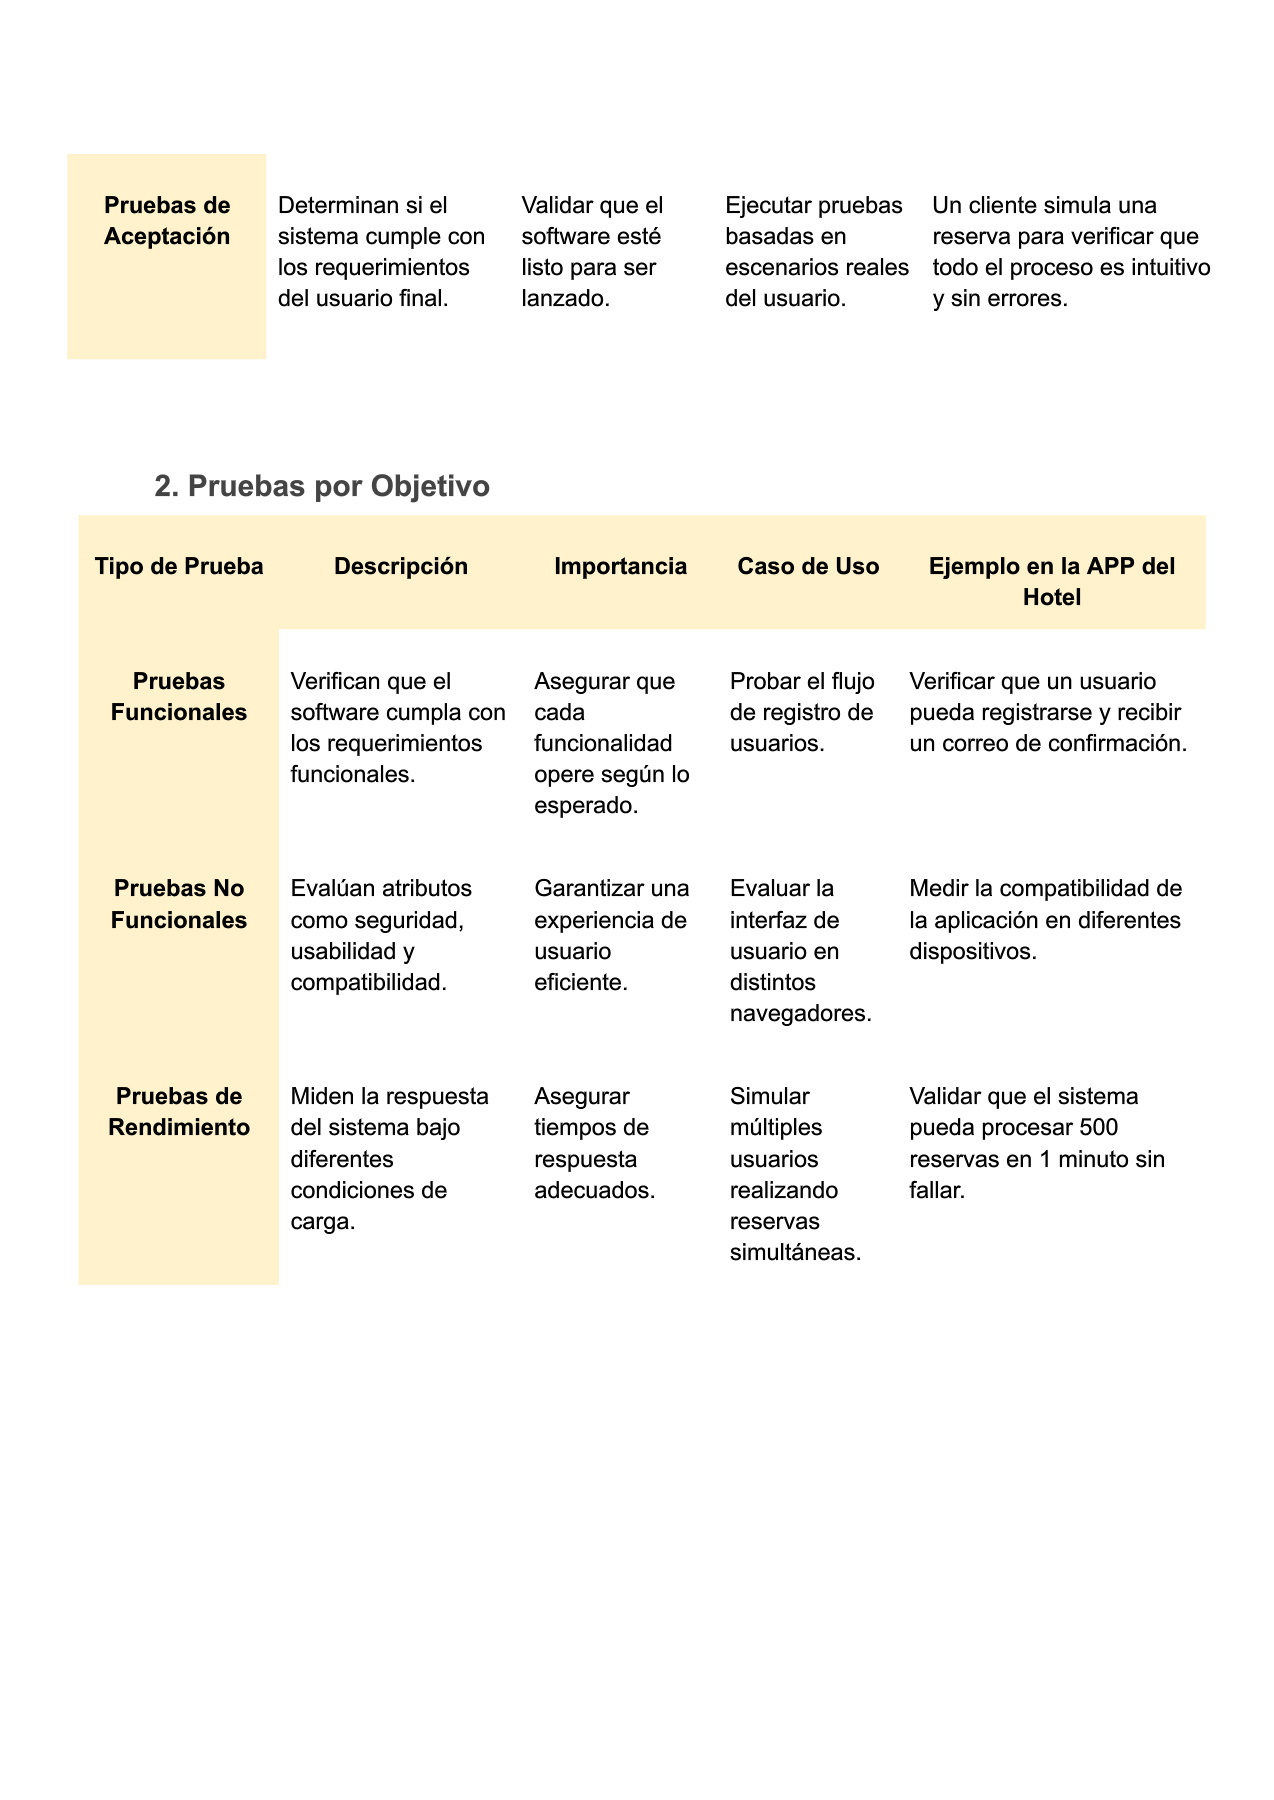 Pruebas de
Aceptación
Determinan si el
sistema cumple con
los requerimientos
del usuario final.
Validar que el
software esté
listo para ser
lanzado.
Ejecutar pruebas
basadas en
escenarios reales
del usuario.
Un cliente simula una
reserva para verificar que
todo el proceso es intuitivo
y sin errores.
2. Pruebas por Objetivo
Tipo de Prueba
Descripción
Importancia
Caso de Uso
Ejemplo en la APP del
Hotel
Pruebas
Funcionales
Verifican que el
software cumpla con
los requerimientos
funcionales.
Asegurar que
cada
funcionalidad
opere según lo
esperado.
Probar el flujo
de registro de
usuarios.
Verificar que un usuario
pueda registrarse y recibir
un correo de confirmación.
Pruebas No
Funcionales
Evalúan atributos
como seguridad,
usabilidad y
compatibilidad.
Garantizar una
experiencia de
usuario
eficiente.
Evaluar la
interfaz de
usuario en
distintos
navegadores.
Medir la compatibilidad de
la aplicación en diferentes
dispositivos.
Pruebas de
Rendimiento
Miden la respuesta
del sistema bajo
diferentes
condiciones de
carga.
Asegurar
tiempos de
respuesta
adecuados.
Simular
múltiples
usuarios
realizando
reservas
simultáneas.
Validar que el sistema
pueda procesar 500
reservas en 1 minuto sin
fallar.